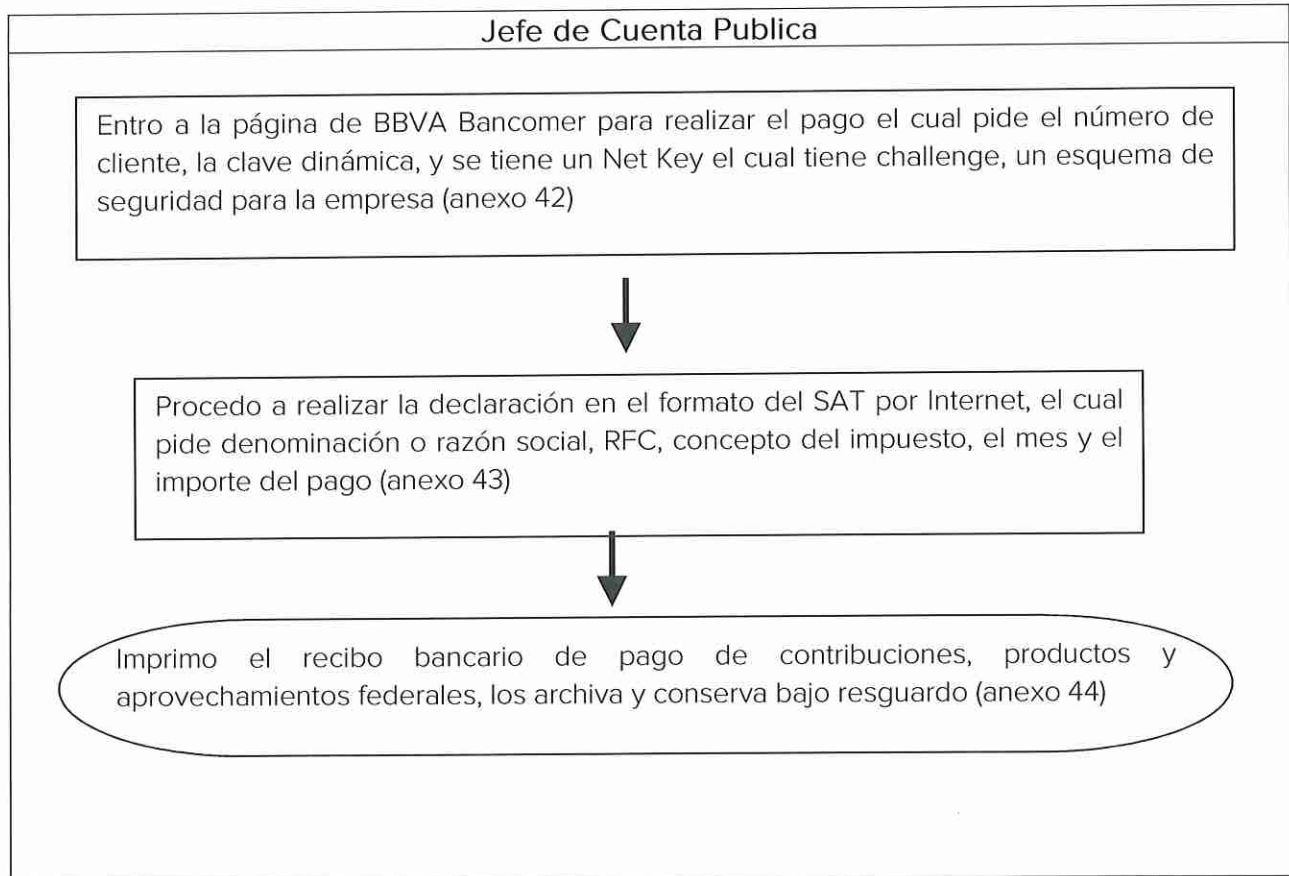 Jefe de Cuenta Publica
Entro a la página de BBVA Bancomer para realizar el pago el cual pide el número de
cliente, la clave dinámica, y se tiene un Net Key el cual tiene challenge, un esquema de
seguridad para la empresa (anexo 42)
Procedo a realizar la declaración en el formato del SAT por Internet, el cual
pide denominación o razón social, RFC, concepto del impuesto, el mes y el
importe del pago (anexo 43)
Imprimo el recibo bancario de pago de contribuciones, productos y
aprovechamientos federales, los archiva y conserva bajo resguardo (anexo 44)